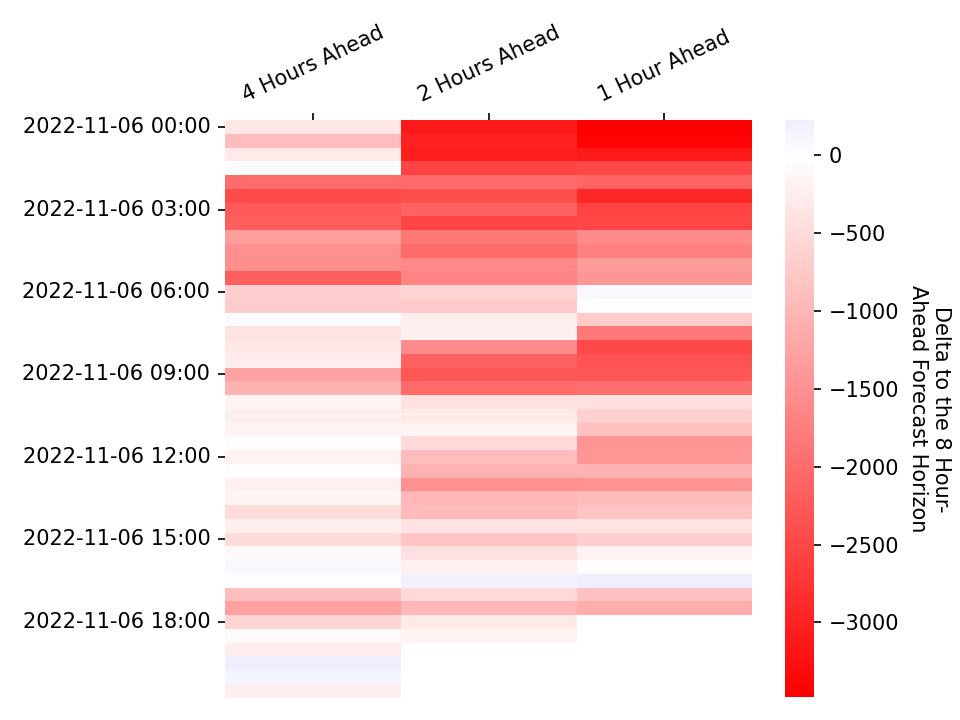 4 Hours Ahead
2 Hours Ahead
1 Hour Ahead
2022-11-06 00:00
2022-11-06 03:00
2022-11-06 06:00
2022-11-06 09:00
2022-11-06 12:00
2022-11-06 15:00
2022-11-06 18:00
0
−500
−1000
−1500
−2000
−2500
−3000
Delta to the 8 Hour-
Ahead Forecast Horizon